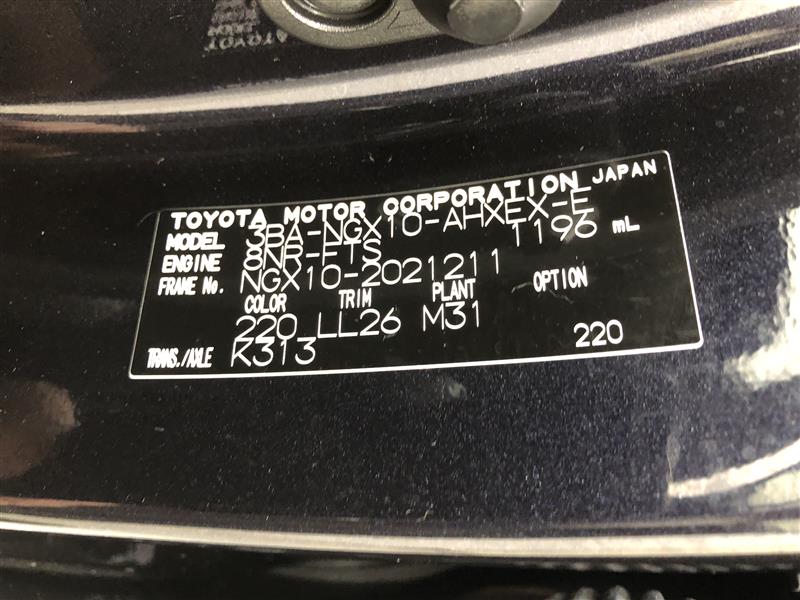 TOYOTA MOTOR CORPORATION JAPAN
MODEL 3BA-NGX10-AHXEX-E
ENGINE 8NR-FTS 1196 mL
FRAME No. NGX10-2021211
COLOR TRIM PLANT OPTION
220 LL26 M31
TRANS./AXLE K313 220